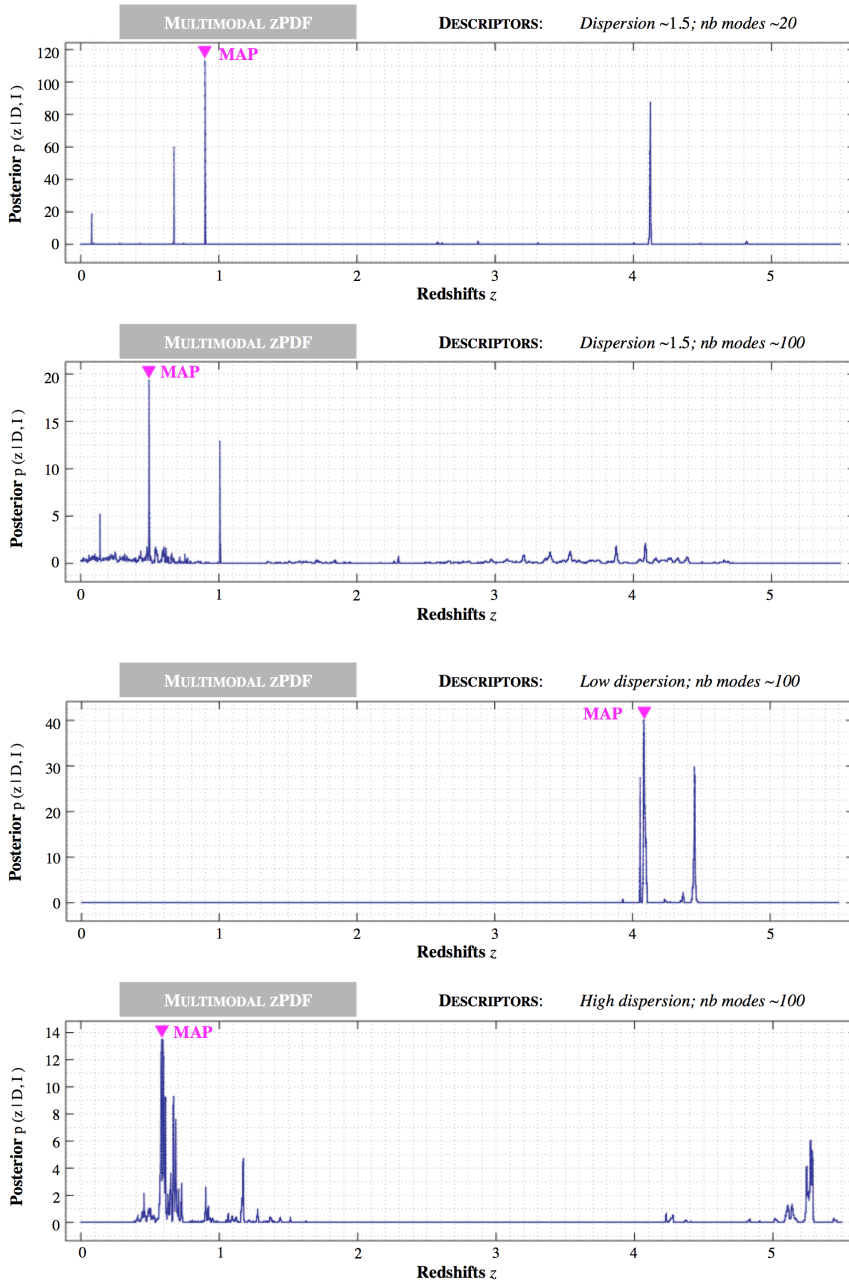 MULTIMODAL ZPDF DESCRIPTORS: Dispersion ~1.5; nb modes ~20
MAP
120
100
80
60
40
20
0
Posterior p (z | D, I )
0 1 2 3 4 5
Redshifts z
MULTIMODAL ZPDF DESCRIPTORS: Dispersion ~1.5; nb modes ~100
MAP
20
15
10
5
0
Posterior p (z | D, I )
0 1 2 3 4 5
Redshifts z
MULTIMODAL ZPDF DESCRIPTORS: Low dispersion; nb modes ~100
MAP
40
30
20
10
0
Posterior p (z | D, I )
0 1 2 3 4 5
Redshifts z
MULTIMODAL ZPDF DESCRIPTORS: High dispersion; nb modes ~100
MAP
14
12
10
8
6
4
2
0
Posterior p (z | D, I )
0 1 2 3 4 5
Redshifts z